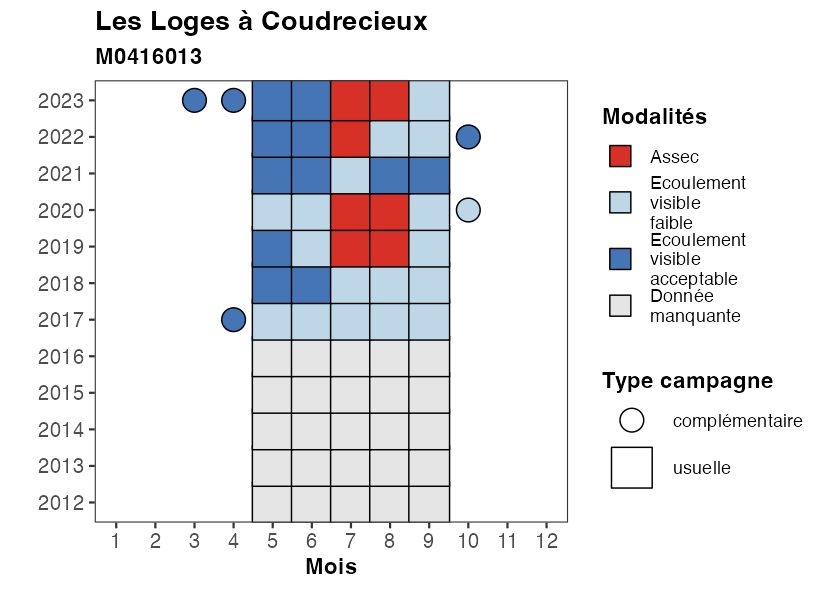 Les Loges à Coudrecieux
M0416013
2023
2022
2021
2020
2019
2018
2017
2016
2015
2014
2013
2012
1 2 3 4 5 6 7 8 9 10 11 12
Mois
Modalités
Assec
Ecoulement
visible
faible
Ecoulement
visible
acceptable
Donnée
manquante
Type campagne
complémentaire
usuelle